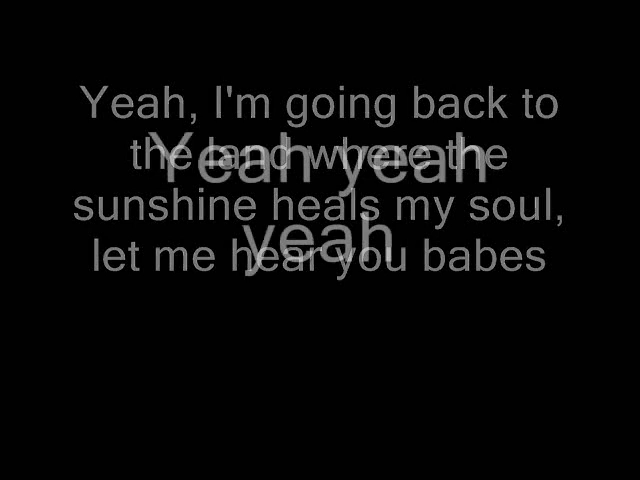 Yeah, I'm going back to
the land where the
sunshine heals my soul,
let me hear you babes
Yeah yeah
yeah